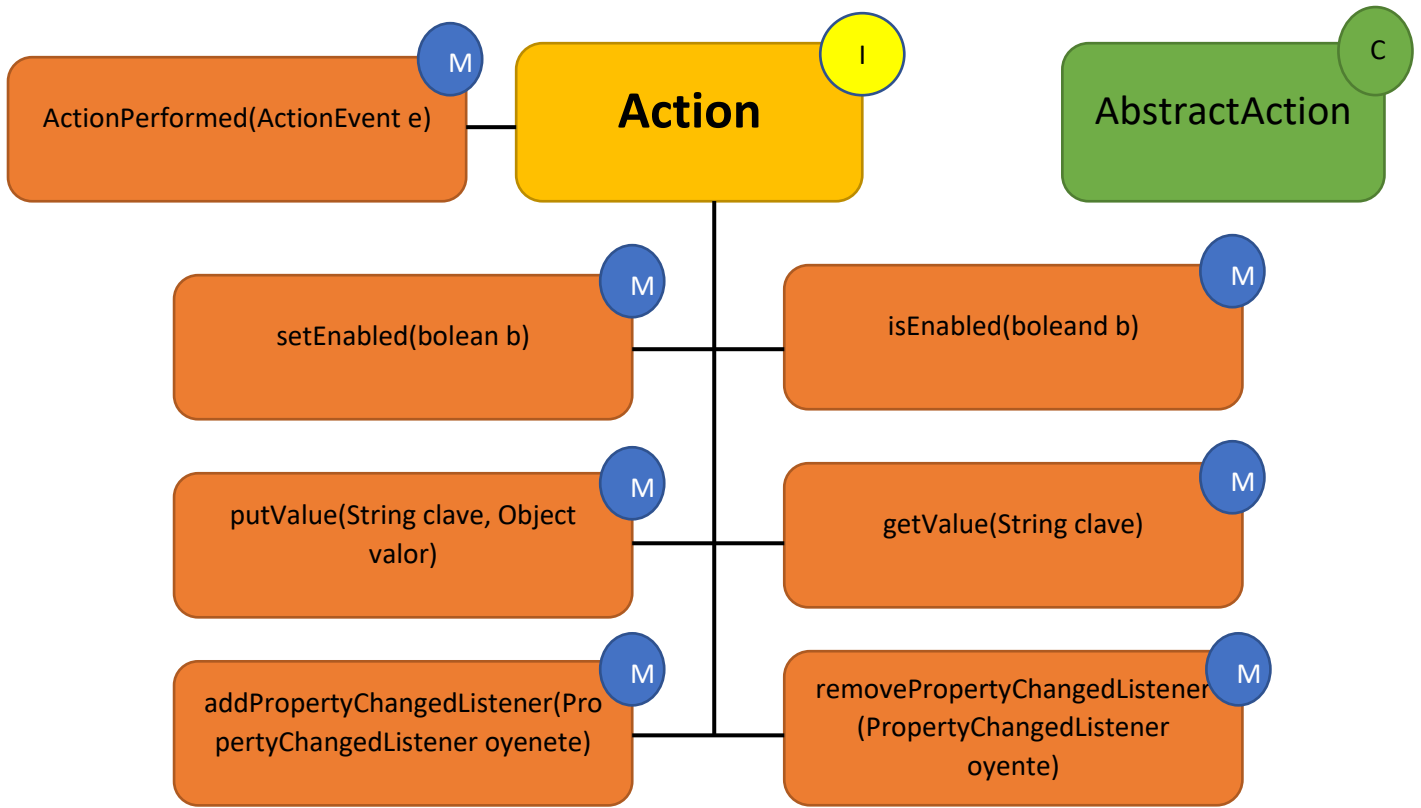 M
I
C
ActionPerformed(ActionEvent e)
Action
AbstractAction
M
M
setEnabled(bolean b)
isEnabled(boleand b)
M
M
putValue(String clave, Object
valor)
getValue(String clave)
M
M
addPropertyChangedListener(Pro
pertyChangedListener oyenete)
removePropertyChangedListener
(PropertyChangedListener
oyente)